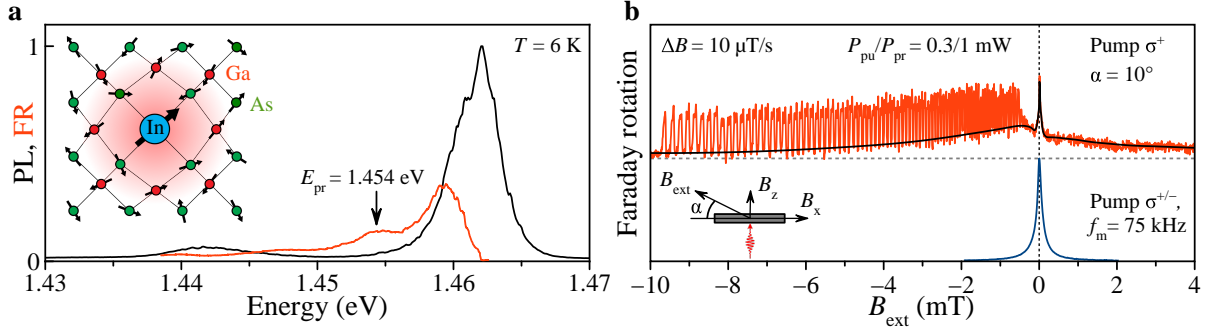 a
PL, FR
1
0
In
Ga
As
T = 6 K
E_pr = 1.454 eV
1.43 1.44 1.45 1.46 1.47
Energy (eV)
b
Faraday rotation
ΔB = 10 μT/s P_pu/P_pr = 0.3/1 mW
Pump σ⁺
α = 10°
B_ext
α
B_z
B_x
Pump σ⁺ᐟ⁻,
f_m = 75 kHz
−10 −8 −6 −4 −2 0 2 4
B_ext (mT)